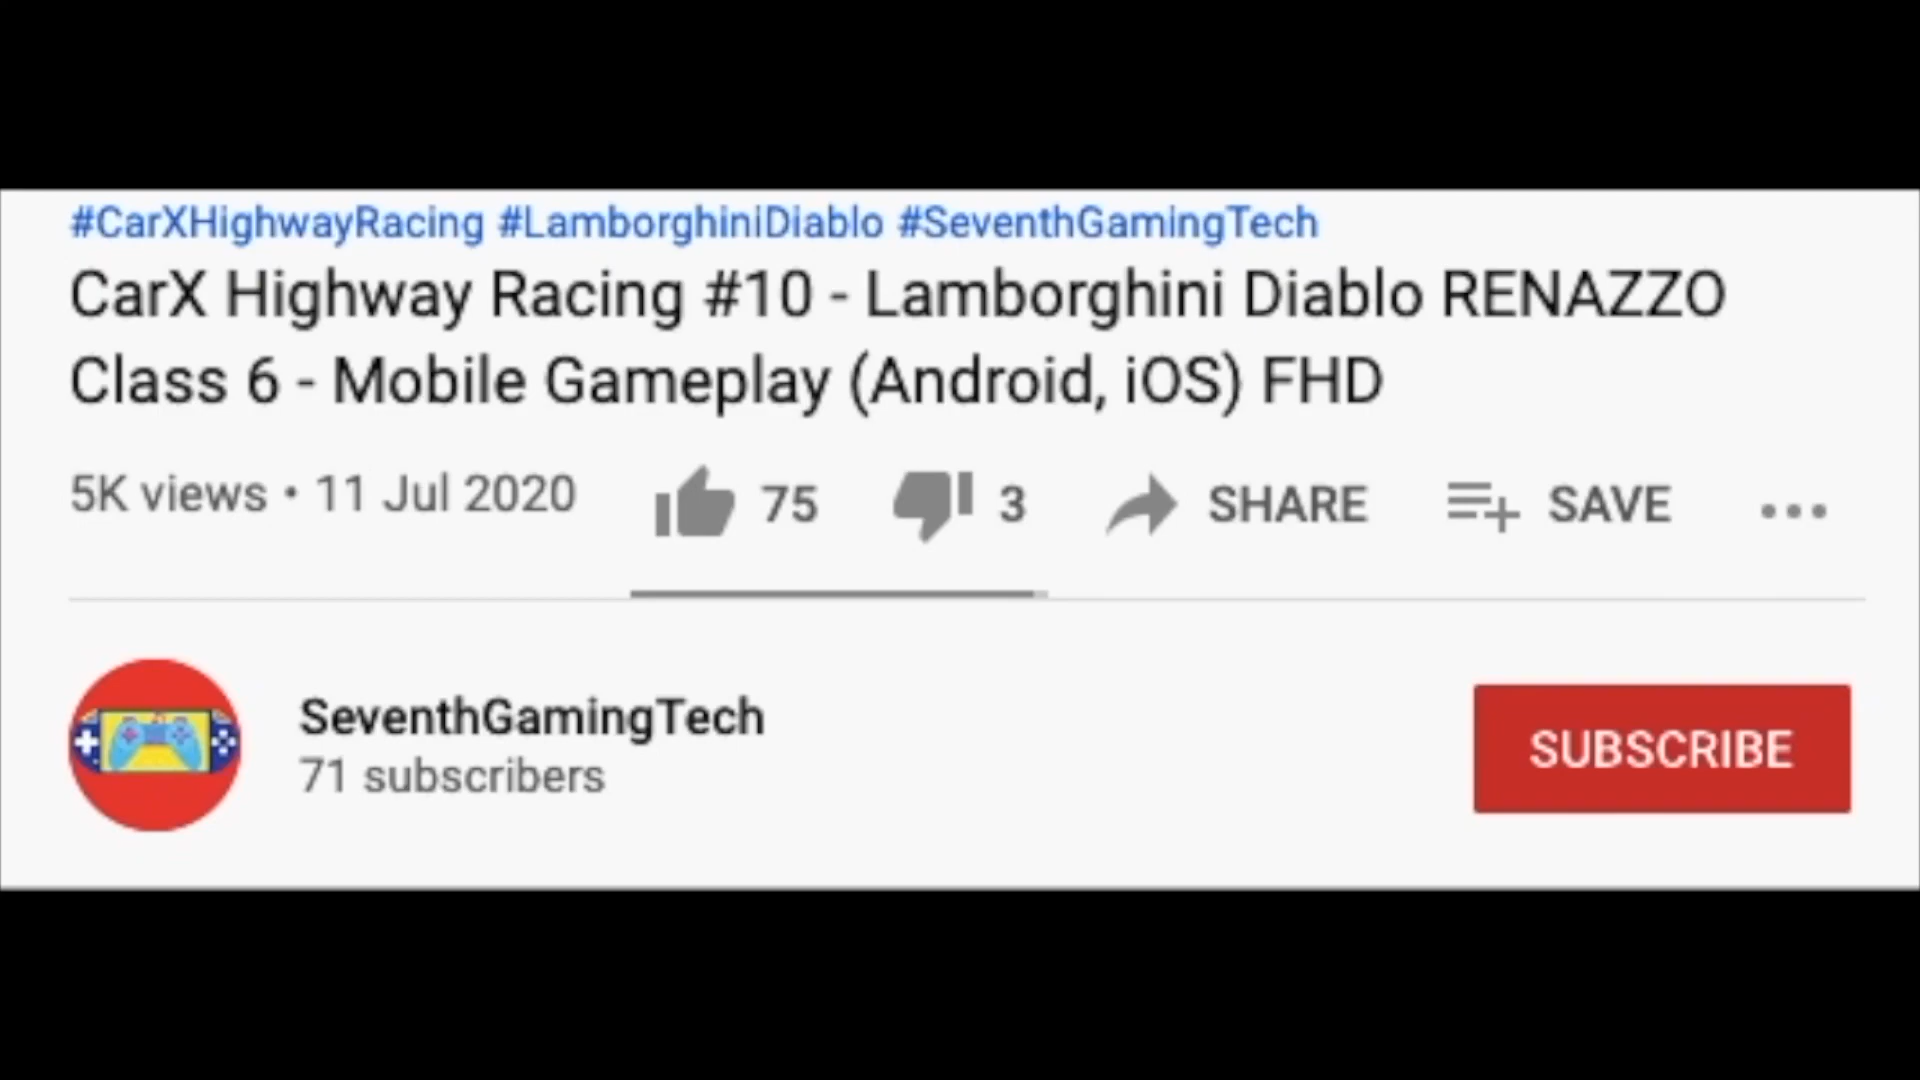 #CarXHighwayRacing #LamborghiniDiablo #SeventhGamingTech
CarX Highway Racing #10 - Lamborghini Diablo RENAZZO
Class 6 - Mobile Gameplay (Android, iOS) FHD
5K views • 11 Jul 2020 75 3 SHARE SAVE ...
SeventhGamingTech
71 subscribers
SUBSCRIBE